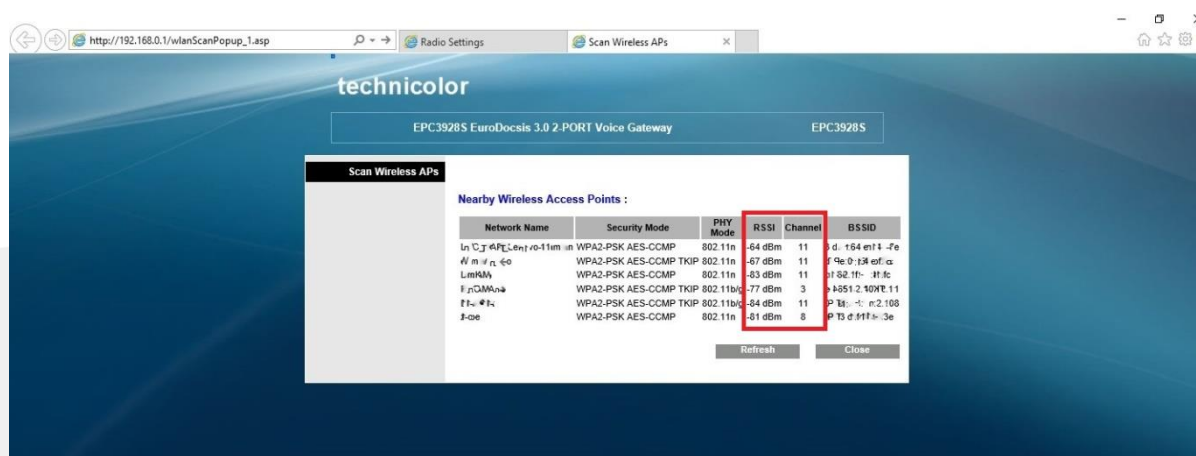 http://192.168.0.1/wlanScanPopup_1.asp Radio Settings Scan Wireless APs
technicolor
EPC3928S EuroDocsis 3.0 2-PORT Voice Gateway EPC3928S
Scan Wireless APs
Nearby Wireless Access Points :
Network Name Security Mode PHY Mode RSSI Channel BSSID
WPA2-PSK AES-CCMP 802.11n -64 dBm 11
WPA2-PSK AES-CCMP TKIP 802.11n -67 dBm 11
WPA2-PSK AES-CCMP 802.11n -83 dBm 11
WPA2-PSK AES-CCMP TKIP 802.11b/g -77 dBm 3
WPA2-PSK AES-CCMP TKIP 802.11b/g -84 dBm 11
WPA2-PSK AES-CCMP 802.11n -81 dBm 8
Refresh Close